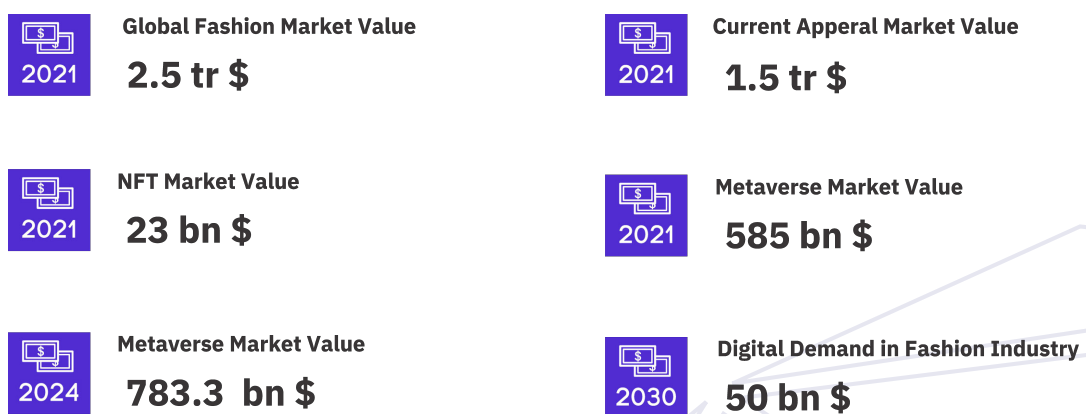 Global Fashion Market Value
2021
2.5 tr $
Current Apperal Market Value
2021
1.5 tr $
NFT Market Value
2021
23 bn $
Metaverse Market Value
2021
585 bn $
Metaverse Market Value
2024
783.3 bn $
Digital Demand in Fashion Industry
2030
50 bn $